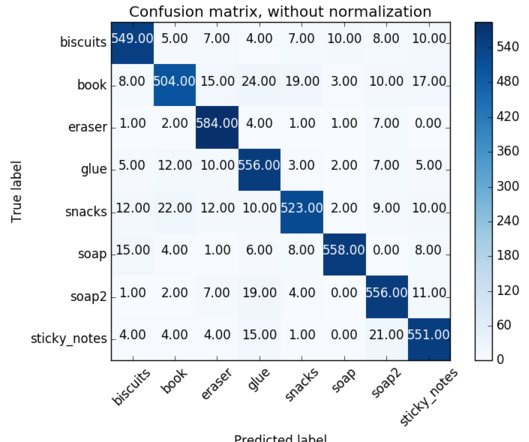 Confusion matrix, without normalization
biscuits 549.00 5.00 7.00 4.00 7.00 10.00 8.00 10.00
book 8.00 504.00 15.00 24.00 19.00 3.00 10.00 17.00
eraser 1.00 2.00 584.00 4.00 1.00 1.00 7.00 0.00
glue 5.00 12.00 10.00 556.00 3.00 2.00 7.00 5.00
snacks 12.00 22.00 12.00 10.00 523.00 2.00 9.00 10.00
soap 15.00 4.00 1.00 6.00 8.00 558.00 0.00 8.00
soap2 1.00 2.00 7.00 19.00 4.00 0.00 556.00 11.00
sticky_notes 4.00 4.00 4.00 15.00 1.00 0.00 21.00 551.00
True label
biscuits book eraser glue snacks soap soap2 sticky_notes
Predicted label
540
480
420
360
300
240
180
120
60
0